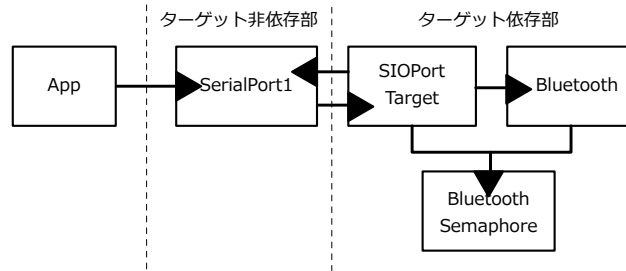 ターゲット非依存部
ターゲット依存部
App
SerialPort1
SIOPort
Target
Bluetooth
Bluetooth
Semaphore